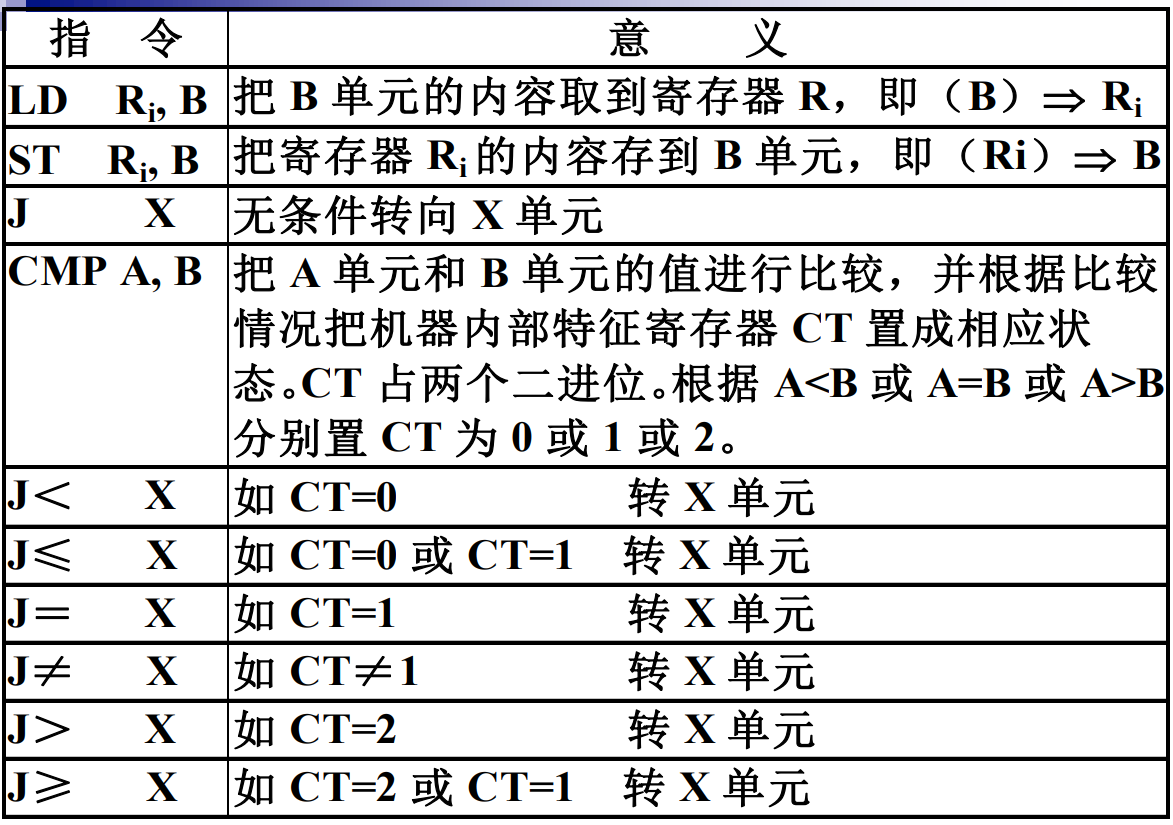 指 令 意 义
LD Ri, B 把 B 单元的内容取到寄存器 R，即（B）⇒ Ri
ST Ri, B 把寄存器 Ri 的内容存到 B 单元，即（Ri）⇒ B
J X 无条件转向 X 单元
CMP A, B 把 A 单元和 B 单元的值进行比较，并根据比较
情况把机器内部特征寄存器 CT 置成相应状
态。CT 占两个二进位。根据 A<B 或 A=B 或 A>B
分别置 CT 为 0 或 1 或 2。
J＜ X 如 CT=0 转 X 单元
J≤ X 如 CT=0 或 CT=1 转 X 单元
J＝ X 如 CT=1 转 X 单元
J≠ X 如 CT≠1 转 X 单元
J＞ X 如 CT=2 转 X 单元
J≥ X 如 CT=2 或 CT=1 转 X 单元